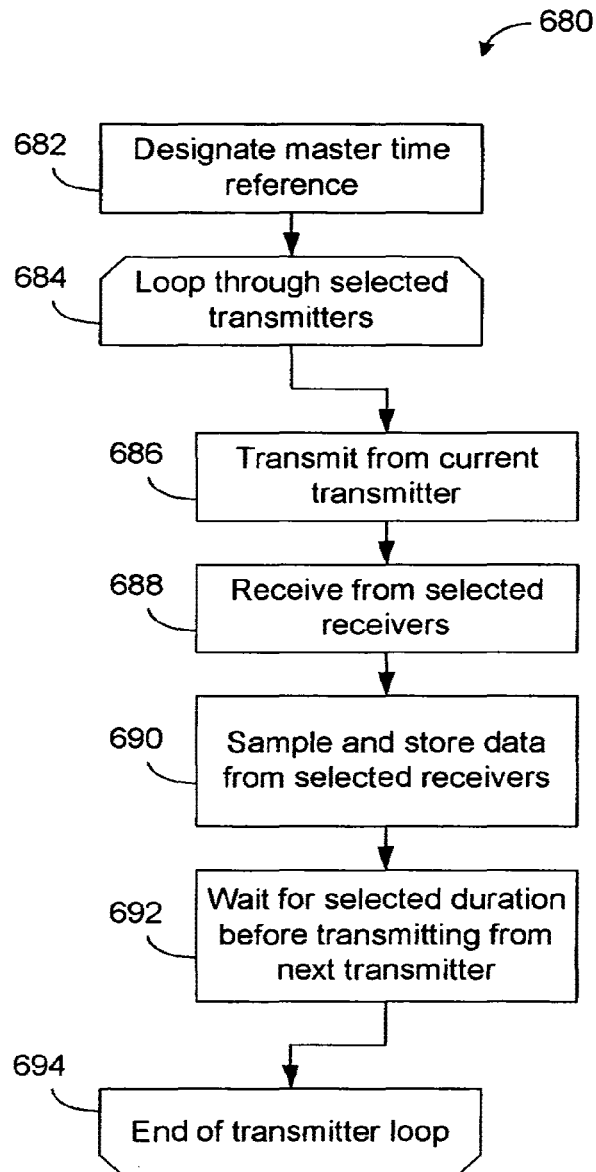 680
682
Designate master time
reference
684
Loop through selected
transmitters
686
Transmit from current
transmitter
688
Receive from selected
receivers
690
Sample and store data
from selected receivers
692
Wait for selected duration
before transmitting from
next transmitter
694
End of transmitter loop